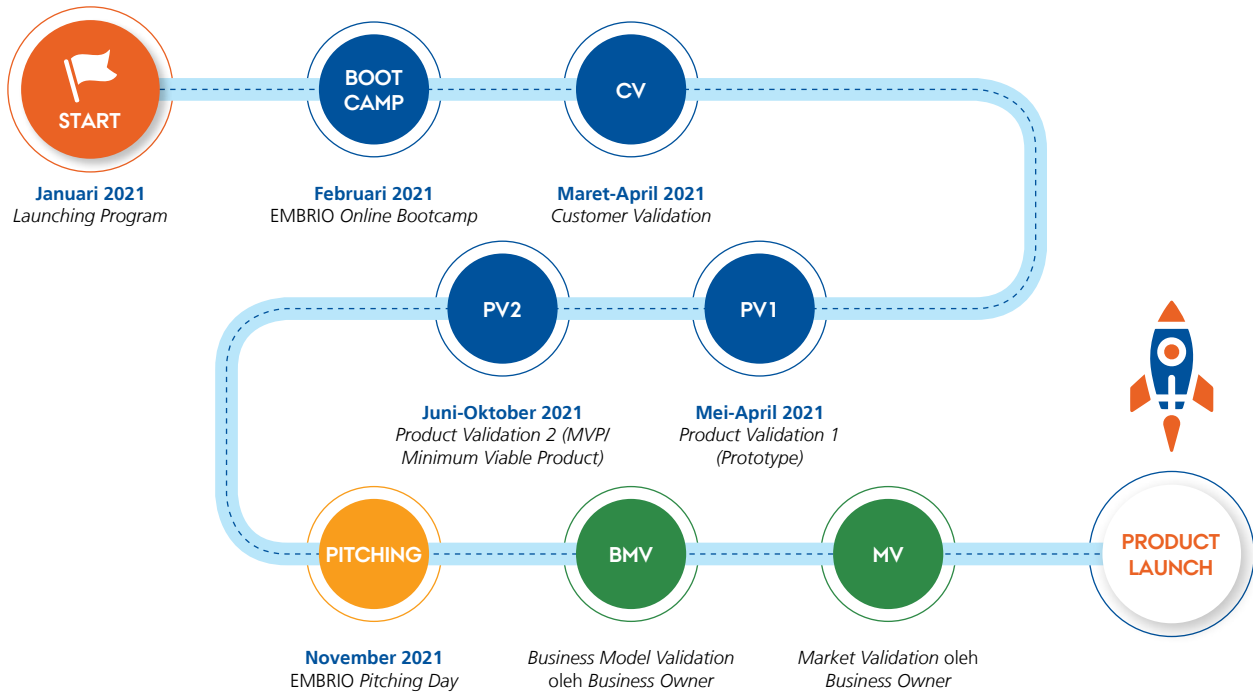 START
Januari 2021
Launching Program
BOOT
CAMP
Februari 2021
EMBRIO Online Bootcamp
CV
Maret-April 2021
Customer Validation
PV1
Mei-April 2021
Product Validation 1
(Prototype)
PV2
Juni-Oktober 2021
Product Validation 2 (MVP/
Minimum Viable Product)
PITCHING
November 2021
EMBRIO Pitching Day
BMV
Business Model Validation
oleh Business Owner
MV
Market Validation oleh
Business Owner
PRODUCT
LAUNCH